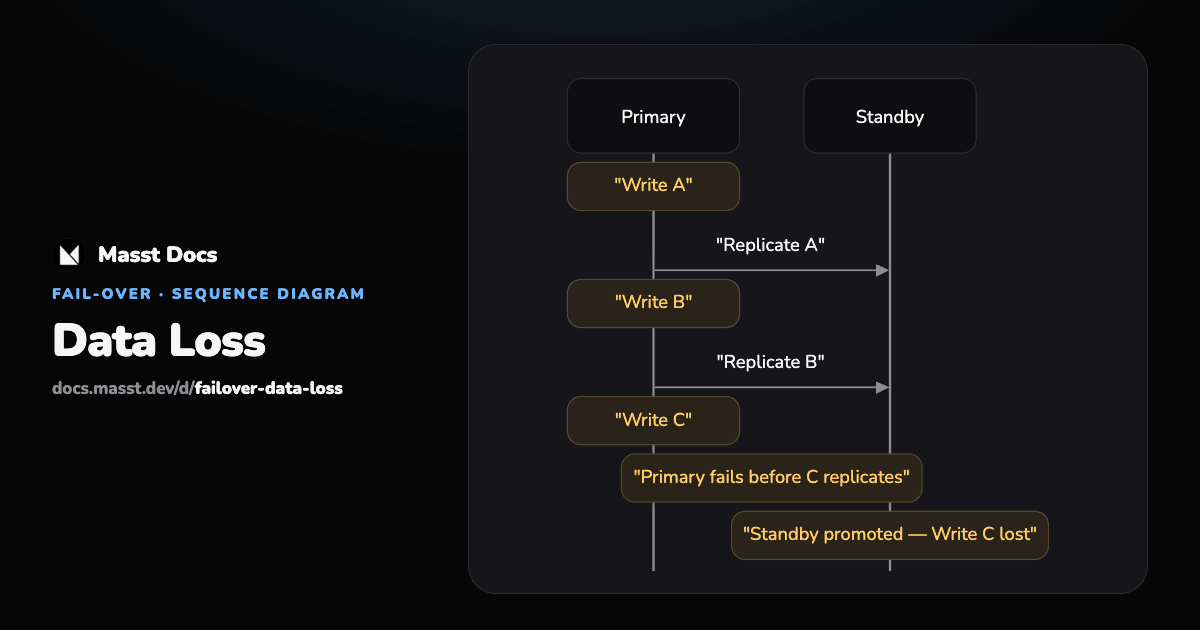 Masst Docs
FAIL-OVER · SEQUENCE DIAGRAM
Data Loss
docs.masst.dev/d/failover-data-loss
Primary
Standby
"Write A"
"Replicate A"
"Write B"
"Replicate B"
"Write C"
"Primary fails before C replicates"
"Standby promoted — Write C lost"